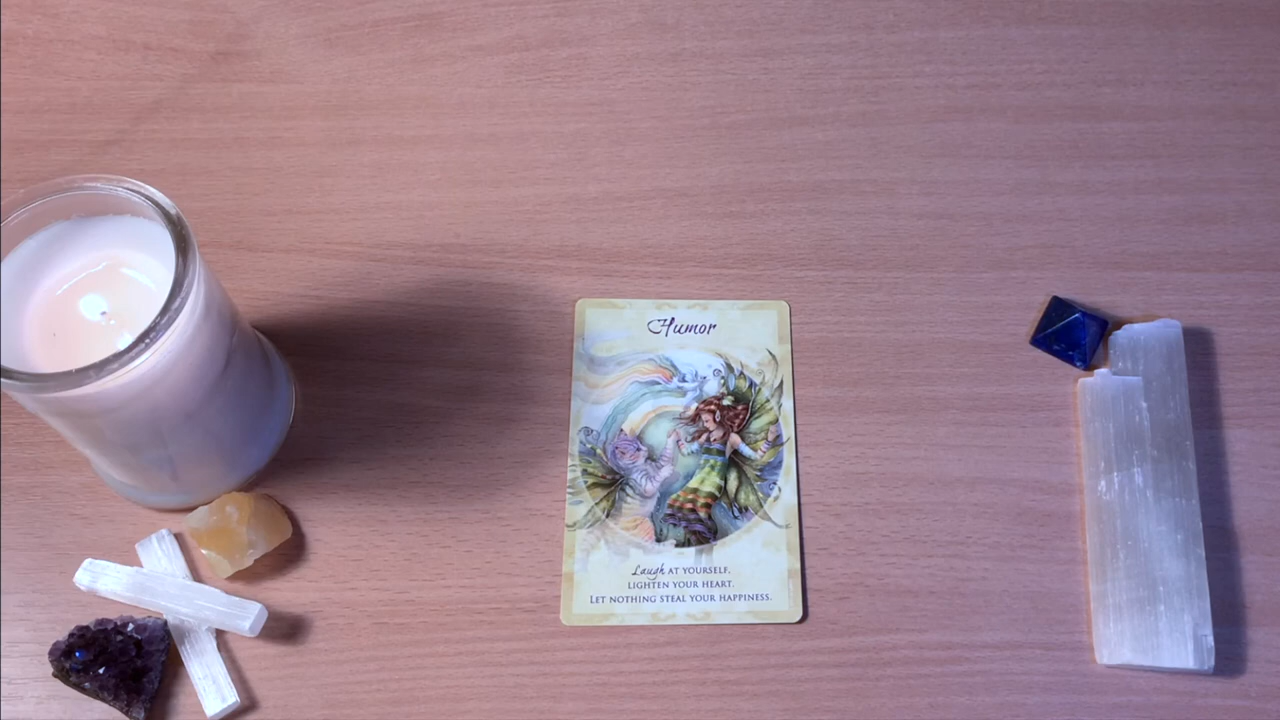 Humor
Laugh AT YOURSELF,
LIGHTEN YOUR HEART.
LET NOTHING STEAL YOUR HAPPINESS.